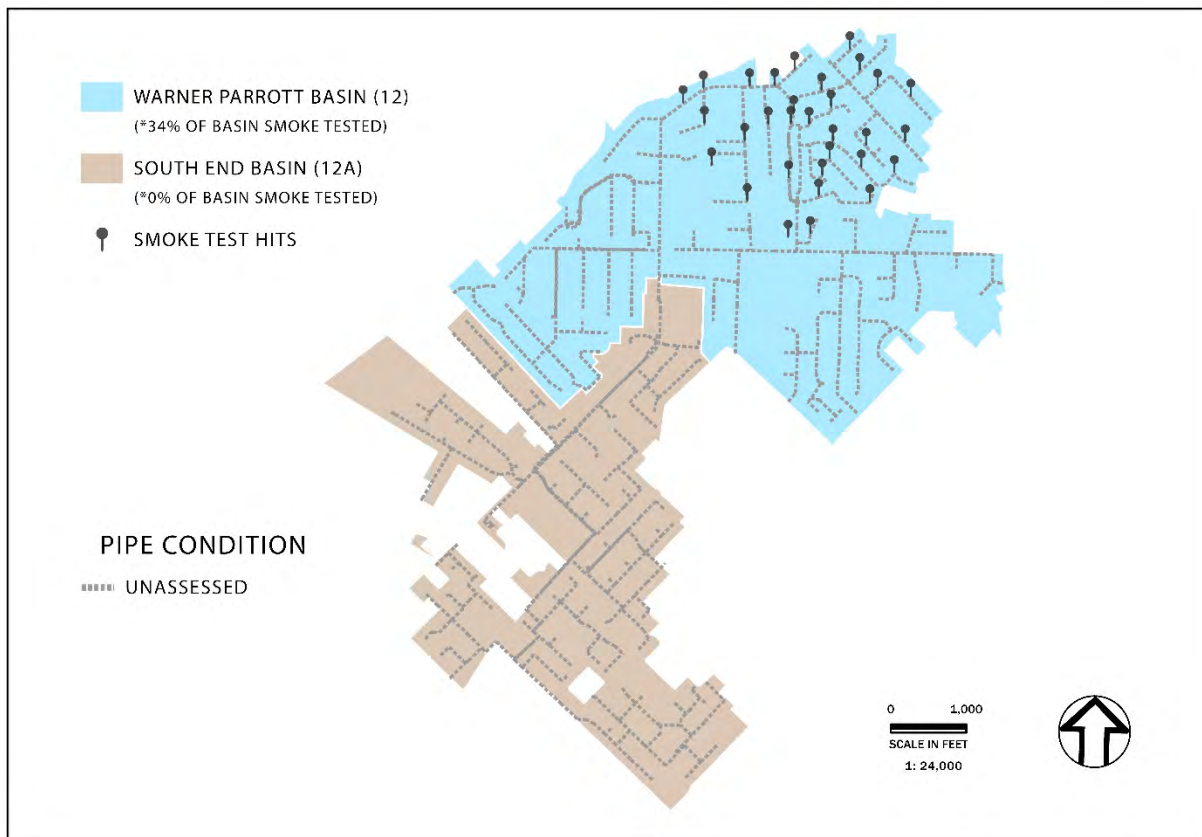 WARNER PARROTT BASIN (12)
(*34% OF BASIN SMOKE TESTED)
SOUTH END BASIN (12A)
(*0% OF BASIN SMOKE TESTED)
SMOKE TEST HITS
PIPE CONDITION
UNASSESSED
0 1,000
SCALE IN FEET
1: 24,000